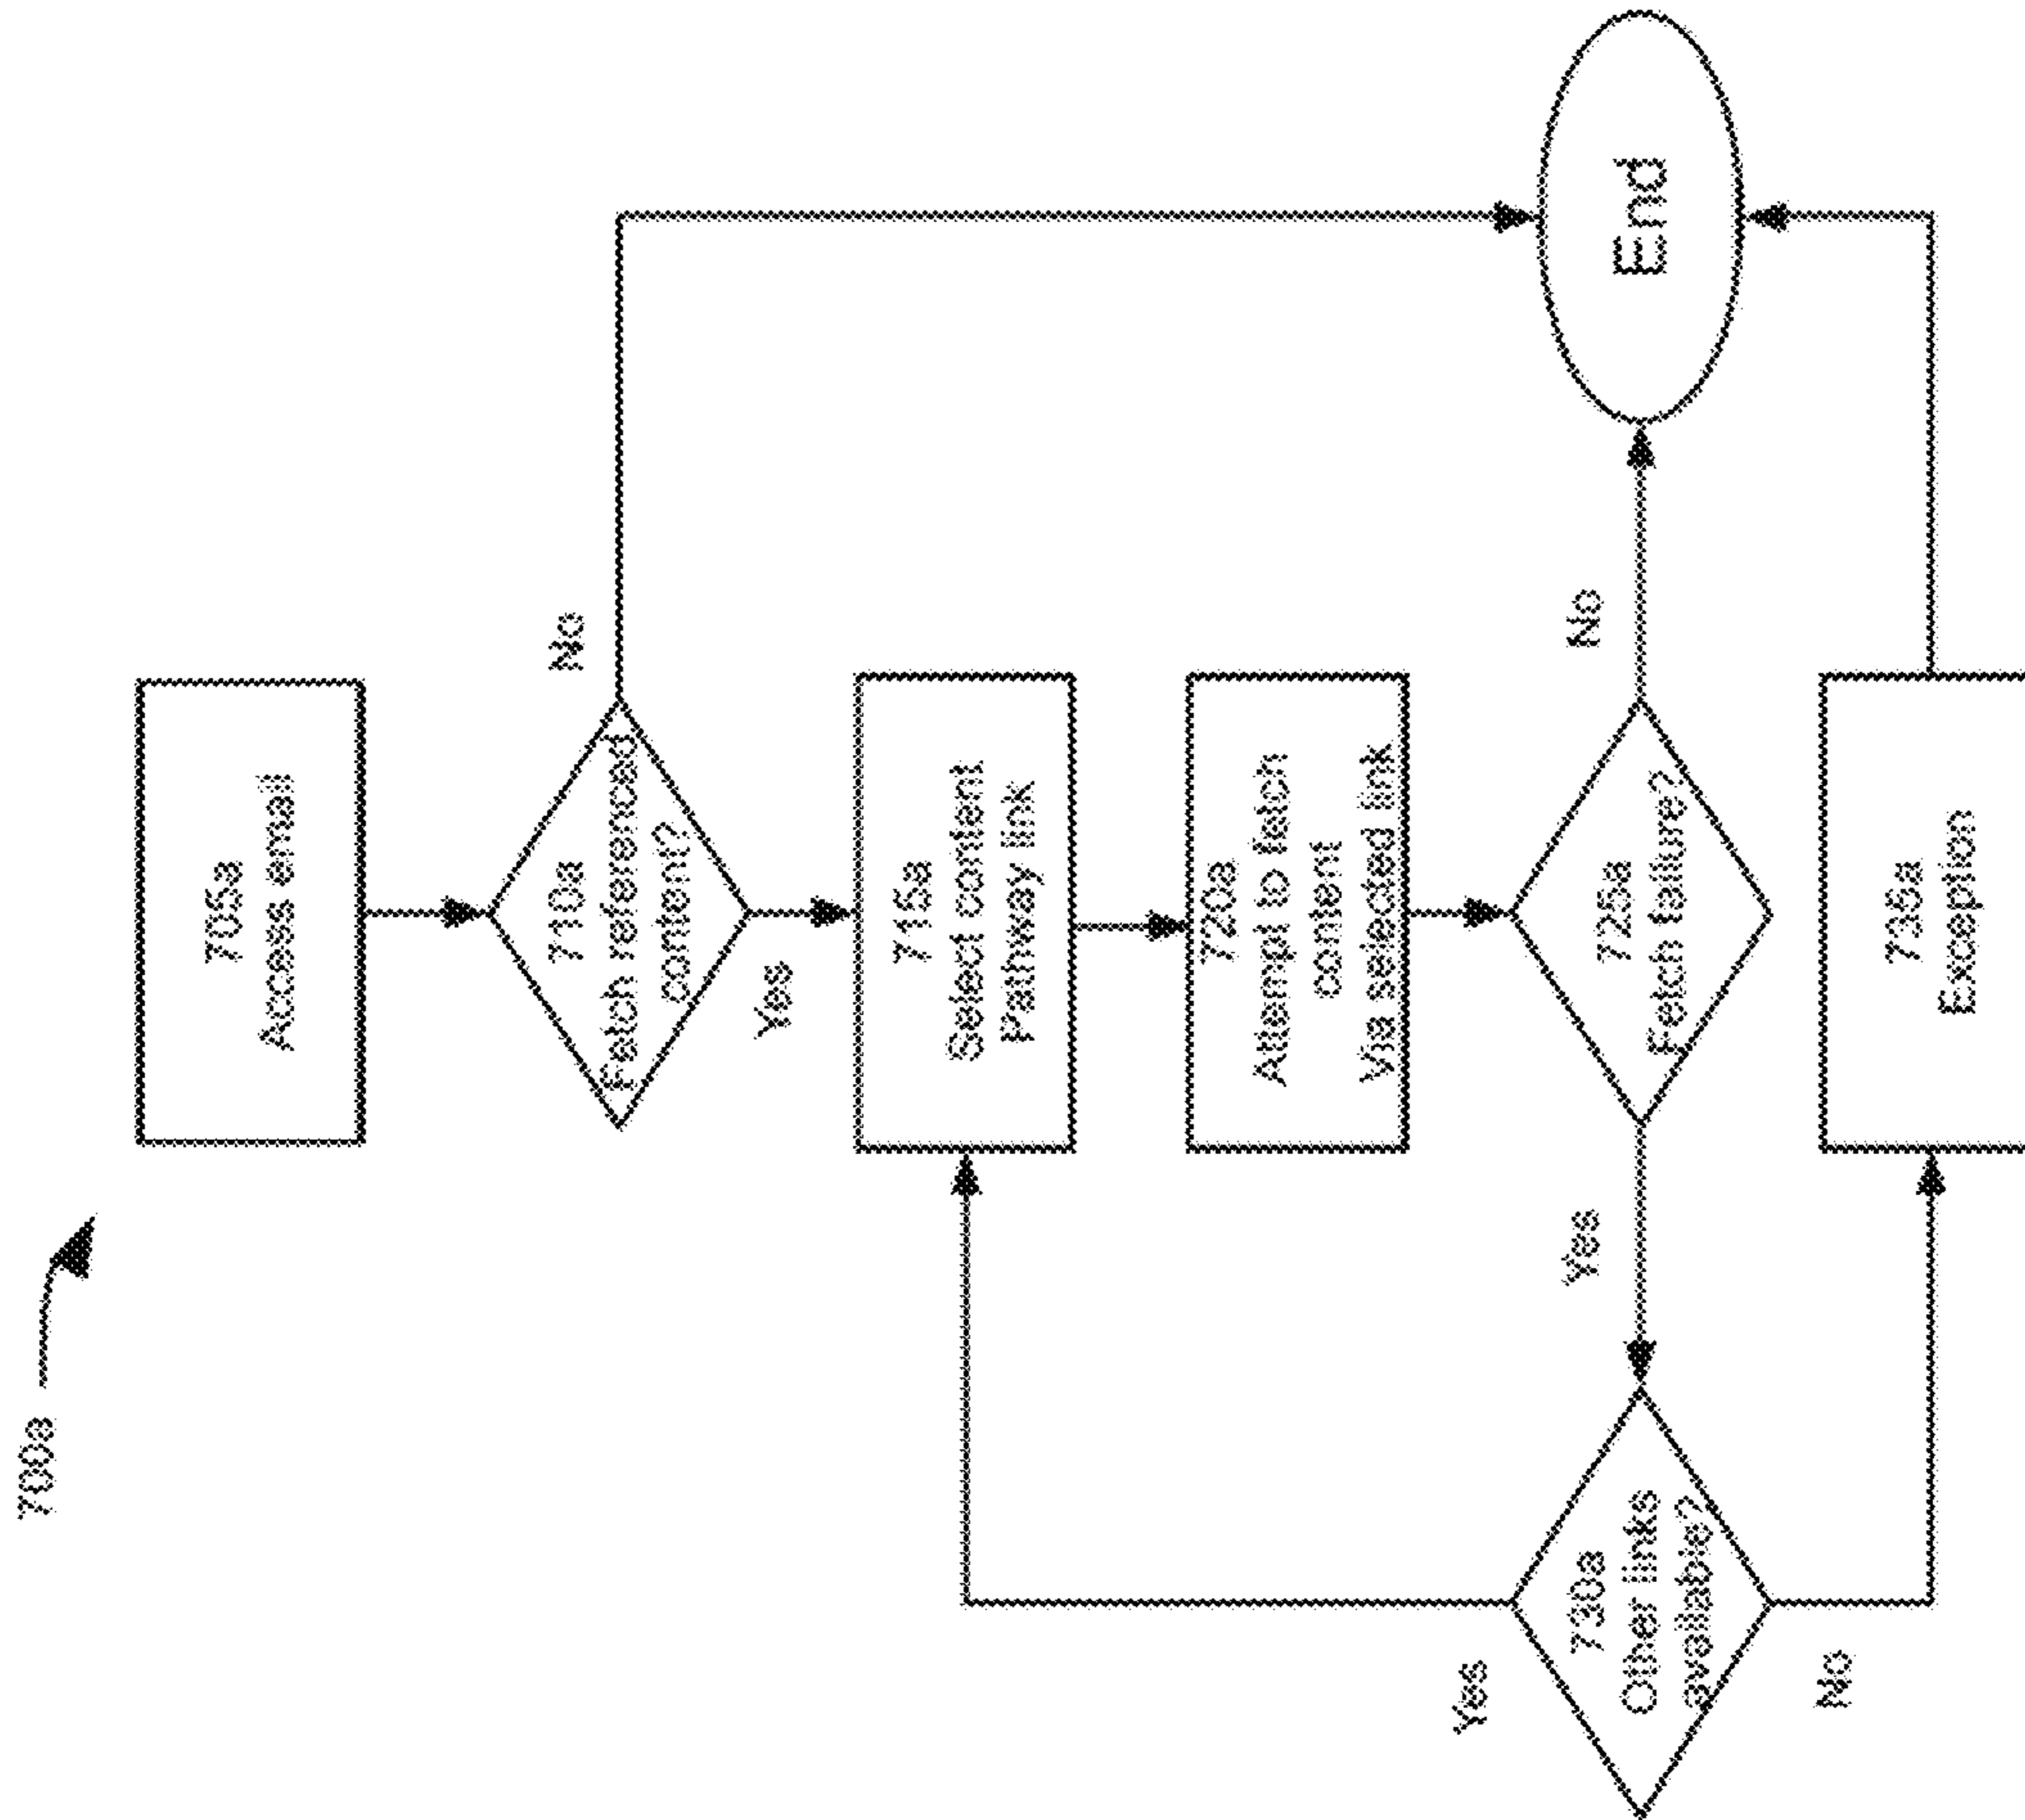 700a
705a
Access email
710a
Fetch referenced
content?
No
Yes
715a
Select content
Pathway link
720a
Attempt to fetch
content
Via selected link
725a
Fetch failure?
No
Yes
730a
Other links
available?
Yes
No
735a
Exception
End